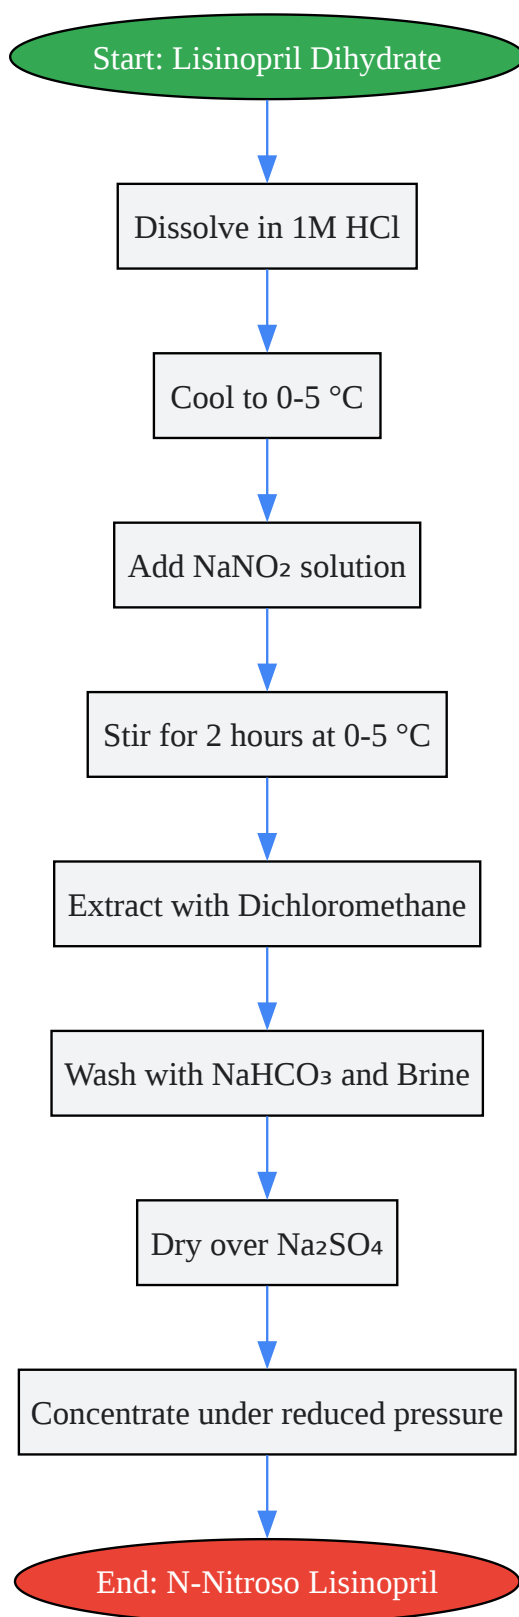 Start: Lisinopril Dihydrate
Dissolve in 1M HCl
Cool to 0-5 °C
Add NaNO₂ solution
Stir for 2 hours at 0-5 °C
Extract with Dichloromethane
Wash with NaHCO₃ and Brine
Dry over Na₂SO₄
Concentrate under reduced pressure
End: N-Nitroso Lisinopril